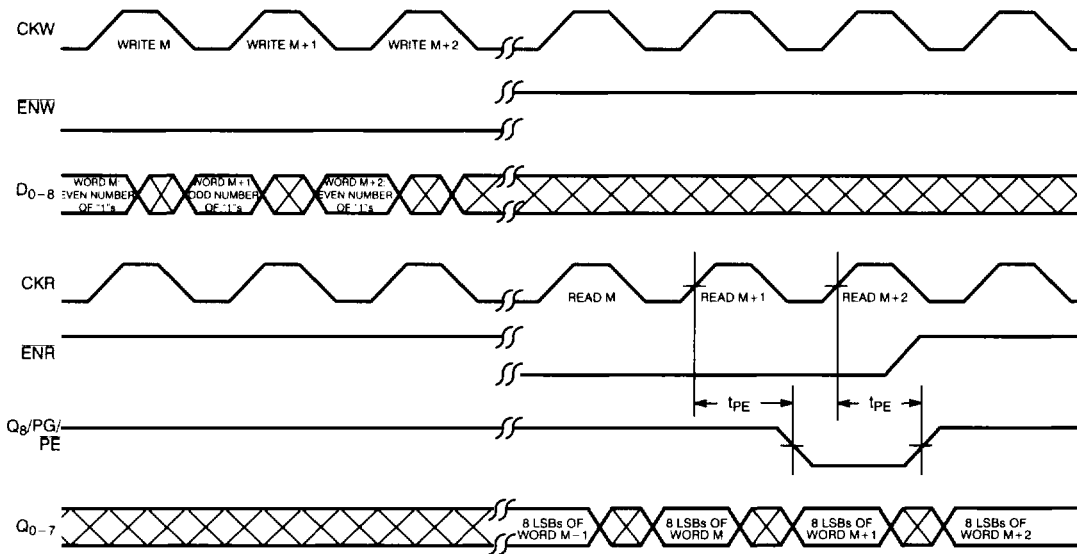 CKW
WRITE M WRITE M+1 WRITE M+2
ENW
D0–8
WORD M: EVEN NUMBER OF "1"s
WORD M+1: ODD NUMBER OF "1"s
WORD M+2: EVEN NUMBER OF "1"s
CKR
READ M READ M+1 READ M+2
ENR
tPE tPE
Q8/PG/
PE
Q0–7
8 LSBs OF WORD M–1
8 LSBs OF WORD M
8 LSBs OF WORD M+1
8 LSBs OF WORD M+2